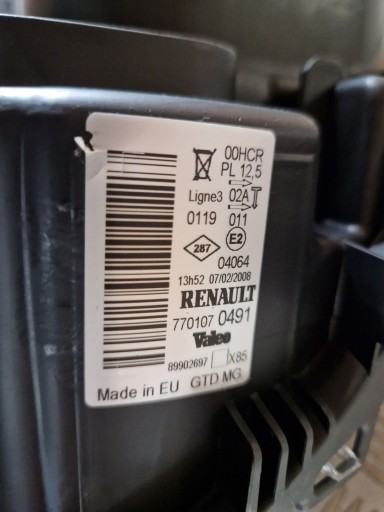 00HCR
PL 12,5
Ligne3 02A
0119 011
287 E2
04064
13h52 07/02/2008
RENAULT
770107 0491
Valeo
89902697 X85
Made in EU GTD MG